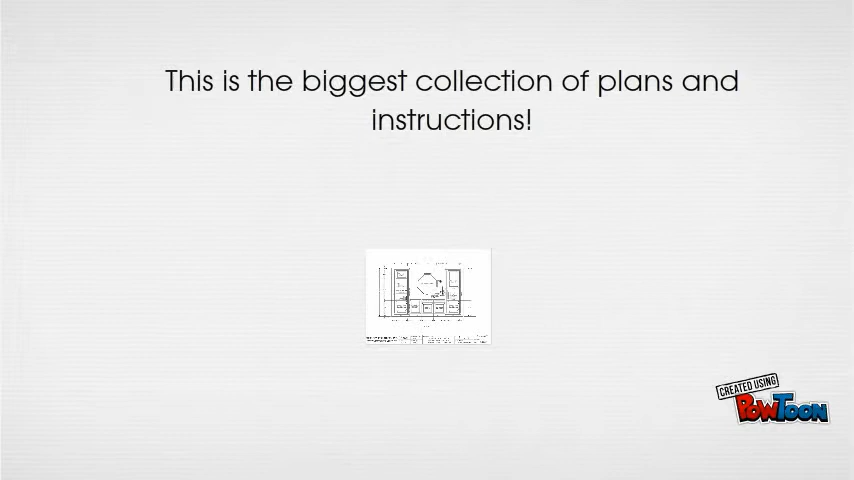 This is the biggest collection of plans and
instructions!
CREATED USING
POWTOON